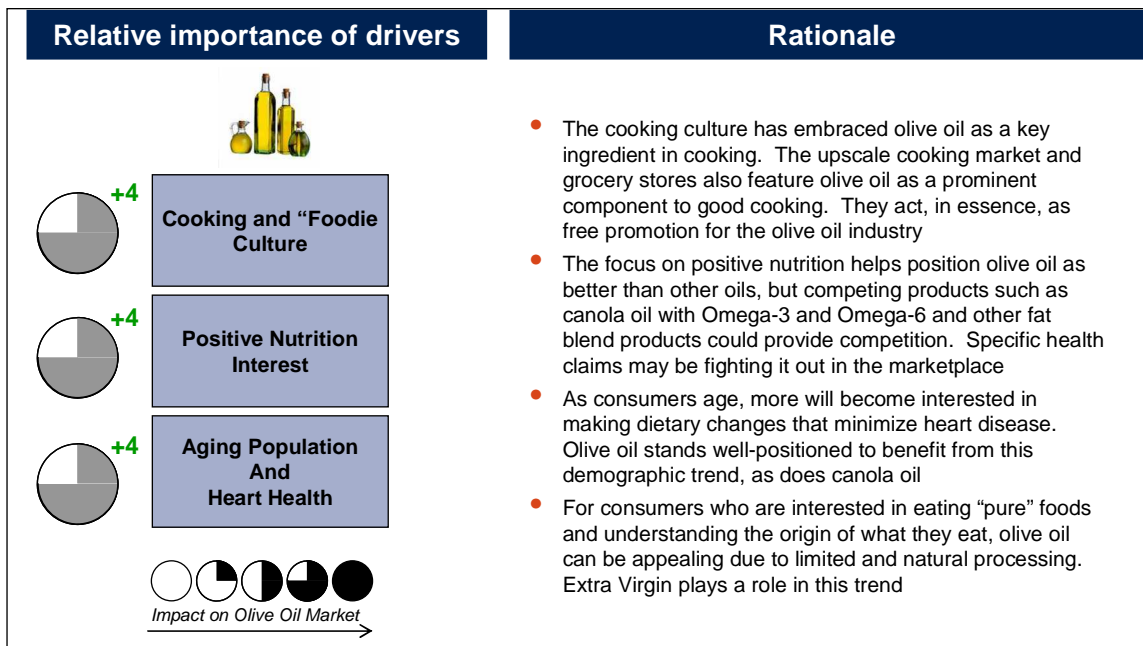 Relative importance of drivers
Rationale
+4
Cooking and “Foodie
Culture
+4
Positive Nutrition
Interest
+4
Aging Population
And
Heart Health
Impact on Olive Oil Market
• The cooking culture has embraced olive oil as a key
ingredient in cooking.  The upscale cooking market and
grocery stores also feature olive oil as a prominent
component to good cooking.  They act, in essence, as
free promotion for the olive oil industry
• The focus on positive nutrition helps position olive oil as
better than other oils, but competing products such as
canola oil with Omega-3 and Omega-6 and other fat
blend products could provide competition.  Specific health
claims may be fighting it out in the marketplace
• As consumers age, more will become interested in
making dietary changes that minimize heart disease.
Olive oil stands well-positioned to benefit from this
demographic trend, as does canola oil
• For consumers who are interested in eating “pure” foods
and understanding the origin of what they eat, olive oil
can be appealing due to limited and natural processing.
Extra Virgin plays a role in this trend